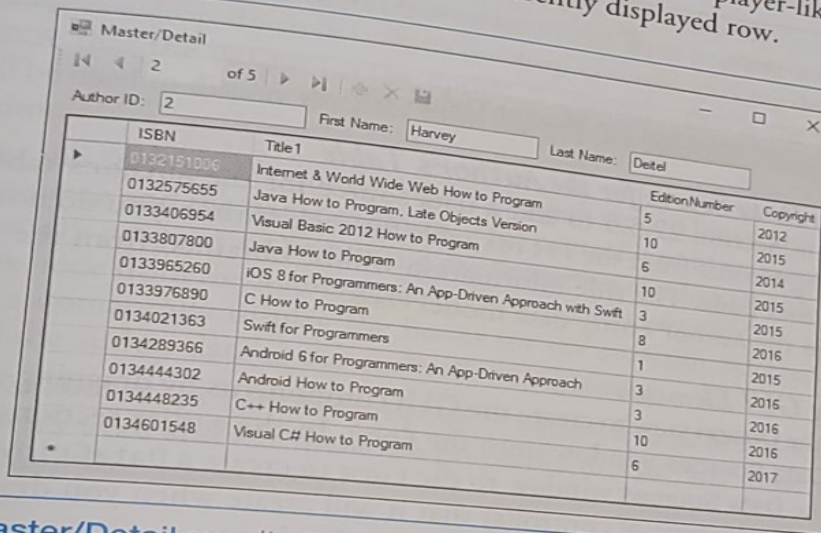 player-lik
ntly displayed row.
Master/Detail
2 of 5
Author ID: 2 First Name: Harvey Last Name: Deitel
ISBN Title1 EditionNumber Copyright
0132151006 Internet & World Wide Web How to Program 5 2012
0132575655 Java How to Program, Late Objects Version 10 2015
0133406954 Visual Basic 2012 How to Program 6 2014
0133807800 Java How to Program 10 2015
0133965260 iOS 8 for Programmers: An App-Driven Approach with Swift 3 2015
0133976890 C How to Program 8 2016
0134021363 Swift for Programmers 1 2015
0134289366 Android 6 for Programmers: An App-Driven Approach 3 2016
0134444302 Android How to Program 3 2016
0134448235 C++ How to Program 10 2016
0134601548 Visual C# How to Program 6 2017
aster/Detail